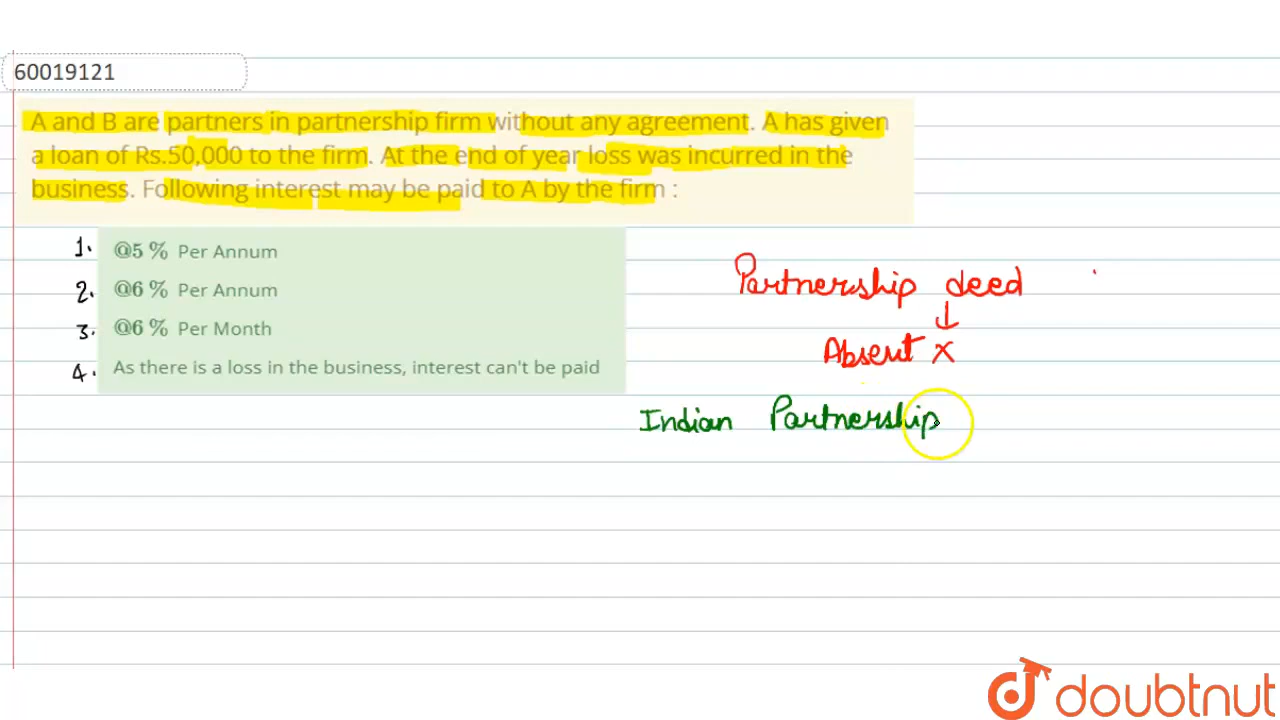 60019121
A and B are partners in partnership firm without any agreement. A has given
a loan of Rs.50,000 to the firm. At the end of year loss was incurred in the
business. Following interest may be paid to A by the firm :
1. @5 % Per Annum
2. @6 % Per Annum
3. @6 % Per Month
4. As there is a loss in the business, interest can't be paid
Partnership deed
↓
Absent ×
Indian Partnership
doubtnut